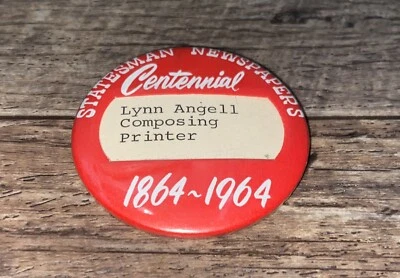 STATESMAN NEWSPAPERS
Centennial
Lynn Angell
Composing
Printer
1864~1964